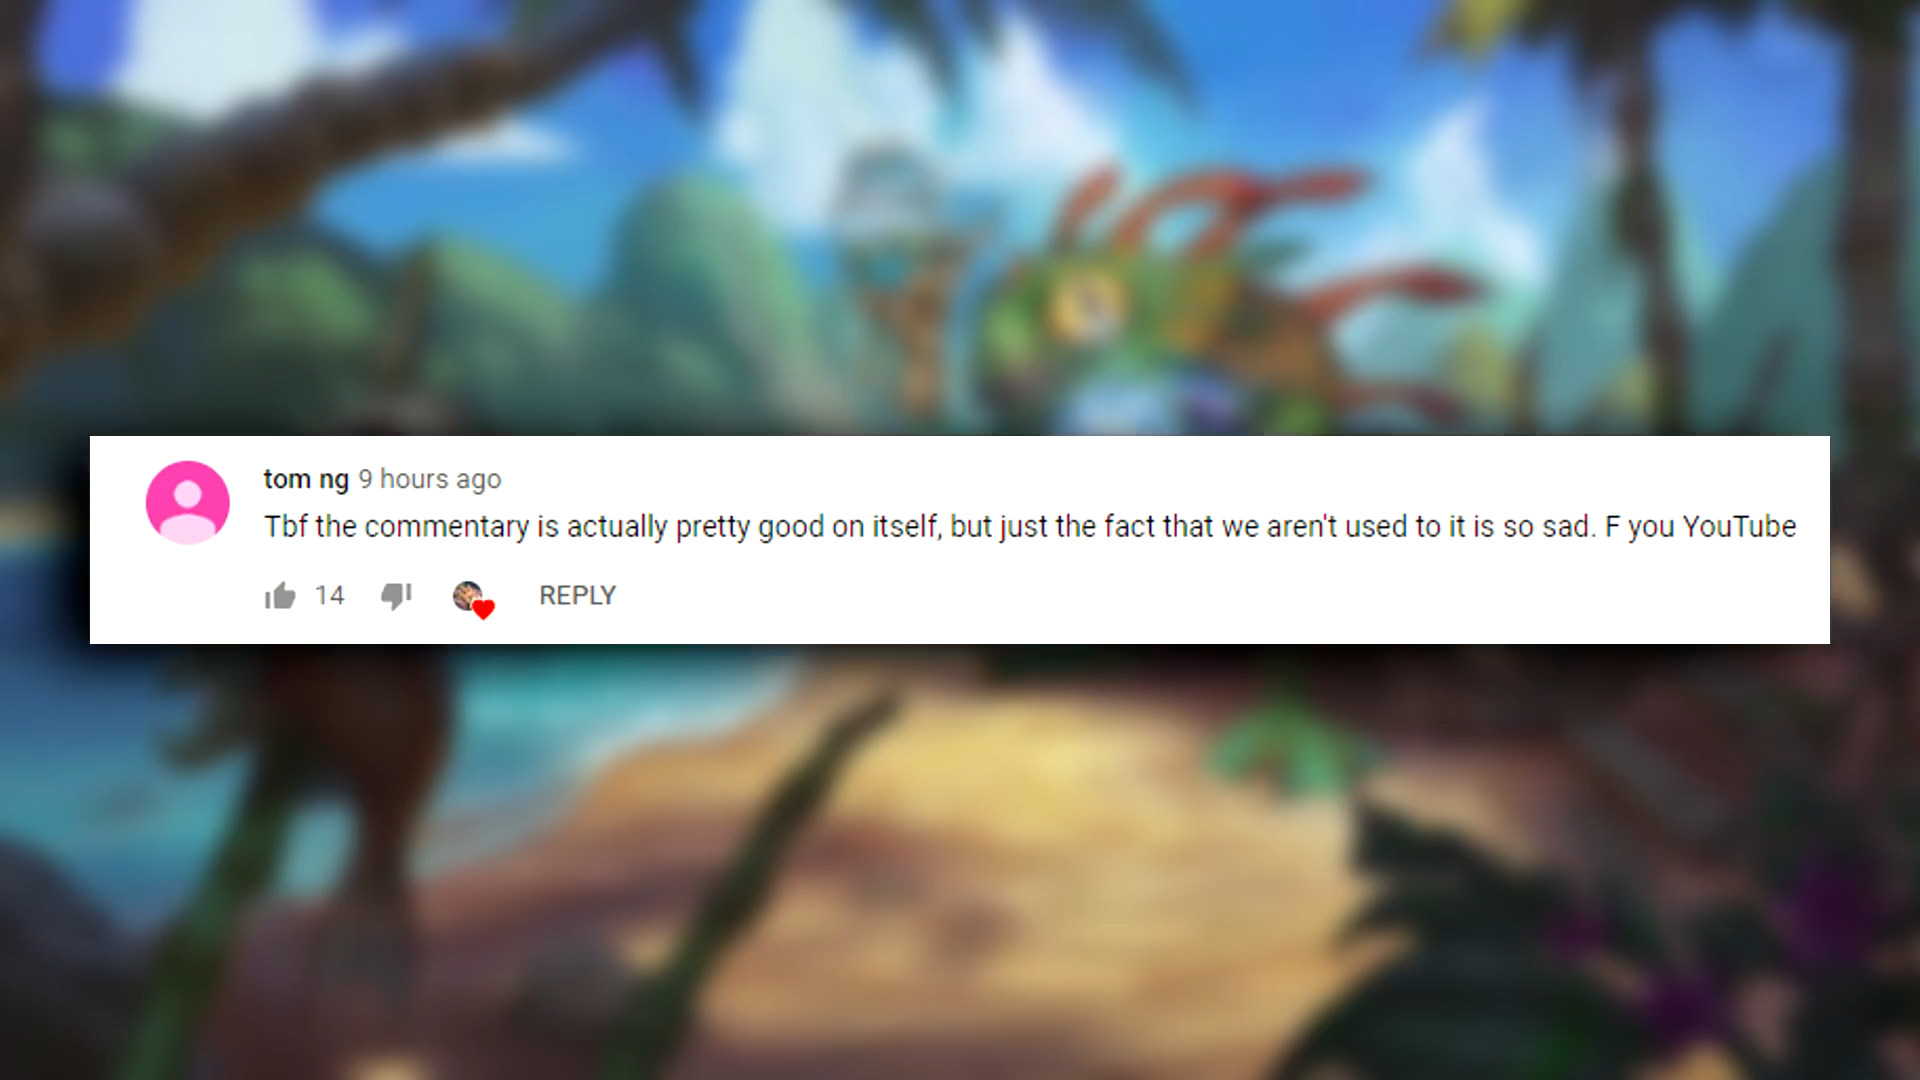 tom ng 9 hours ago
Tbf the commentary is actually pretty good on itself, but just the fact that we aren't used to it is so sad. F you YouTube
14 REPLY